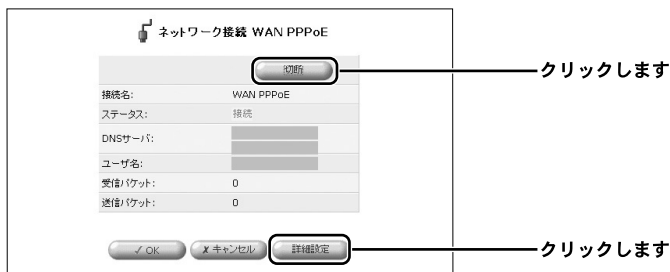 ネットワーク接続 WAN PPPoE
切断
クリックします
接続名: WAN PPPoE
ステータス: 接続
DNSサーバ:
ユーザ名:
受信パケット: 0
送信パケット: 0
✓ OK
✗ キャンセル
詳細設定
クリックします